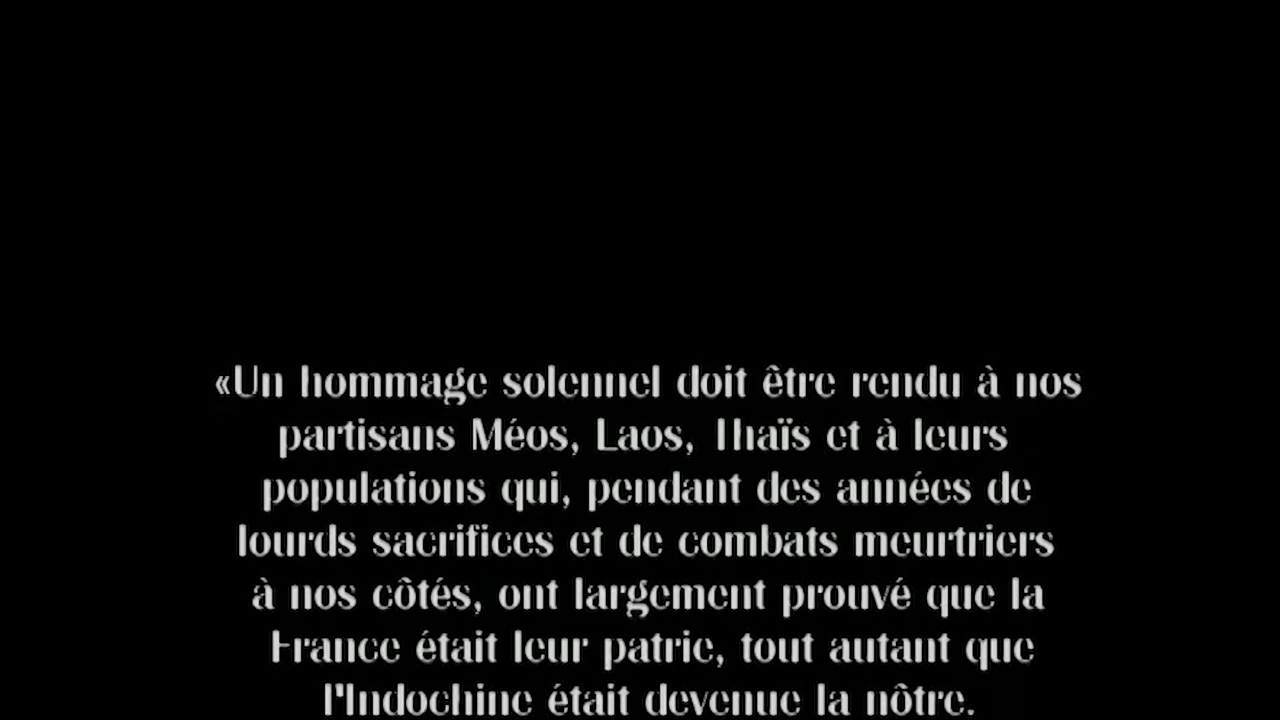 «Un hommage solennel doit être rendu à nos
partisans Méos, Laos, Thaïs et à leurs
populations qui, pendant des années de
lourds sacrifices et de combats meurtriers
à nos côtés, ont largement prouvé que la
France était leur patrie, tout autant que
l'Indochine était devenue la nôtre.